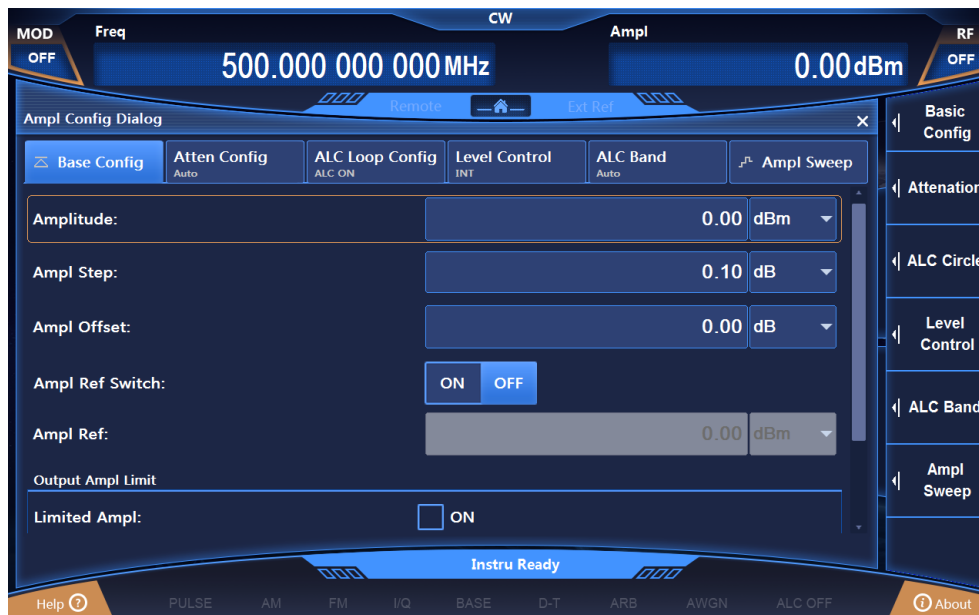 CW
MOD Freq Ampl RF
OFF 500.000 000 000 MHz 0.00 dBm OFF
Remote Ext Ref
Ampl Config Dialog
Base Config
Atten Config
Auto
ALC Loop Config
ALC ON
Level Control
INT
ALC Band
Auto
Ampl Sweep
Amplitude: 0.00 dBm
Ampl Step: 0.10 dB
Ampl Offset: 0.00 dB
Ampl Ref Switch: ON OFF
Ampl Ref: 0.00 dBm
Output Ampl Limit
Limited Ampl: ON
Basic
Config
Attenation
ALC Circle
Level
Control
ALC Band
Ampl
Sweep
Instru Ready
Help PULSE AM FM I/Q BASE D-T ARB AWGN ALC OFF About